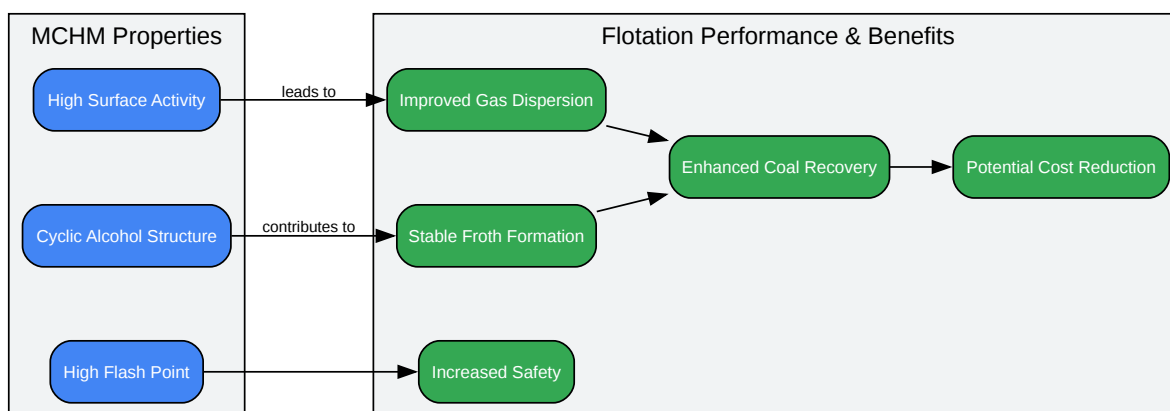 MCHM Properties
Flotation Performance & Benefits
High Surface Activity
leads to
Improved Gas Dispersion
Enhanced Coal Recovery
Potential Cost Reduction
Cyclic Alcohol Structure
contributes to
Stable Froth Formation
High Flash Point
Increased Safety